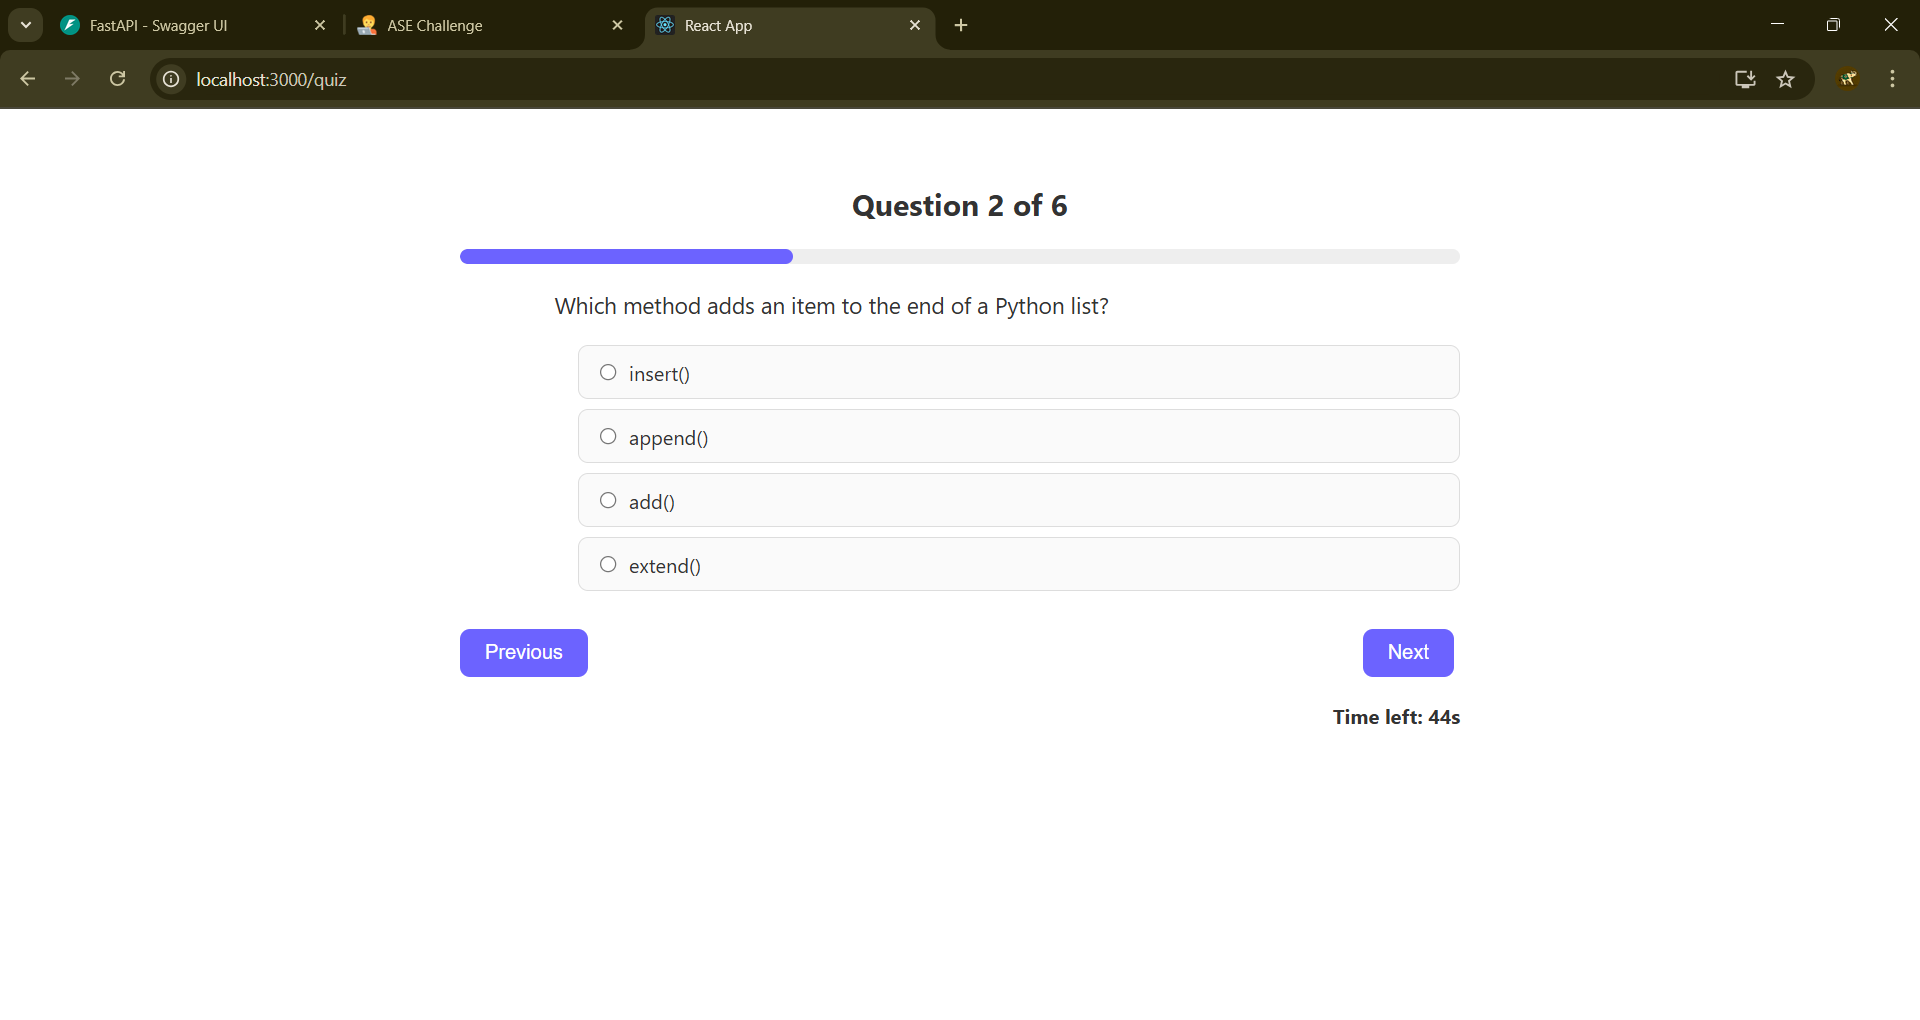 FastAPI - Swagger UI
ASE Challenge
React App
localhost:3000/quiz
Question 2 of 6
Which method adds an item to the end of a Python list?
insert()
append()
add()
extend()
Previous
Next
Time left: 44s